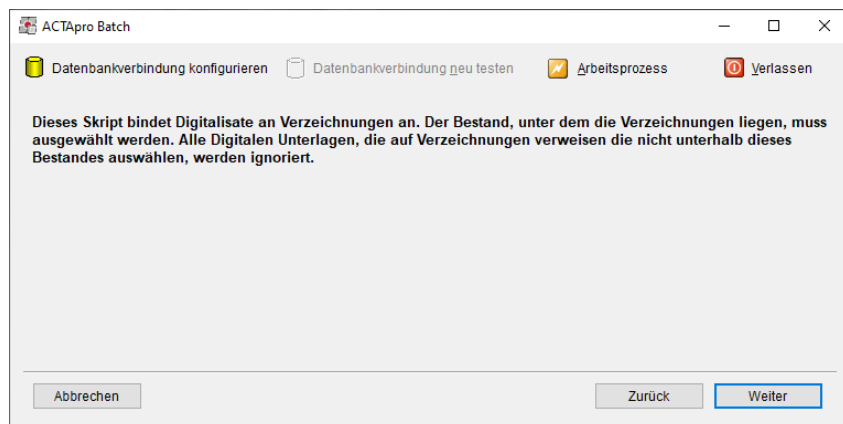 ACTApro Batch
Datenbankverbindung konfigurieren Datenbankverbindung neu testen Arbeitsprozess Verlassen
Dieses Skript bindet Digitalisate an Verzeichnungen an. Der Bestand, unter dem die Verzeichnungen liegen, muss
ausgewählt werden. Alle Digitalen Unterlagen, die auf Verzeichnungen verweisen die nicht unterhalb dieses
Bestandes auswählen, werden ignoriert.
Abbrechen Zurück Weiter